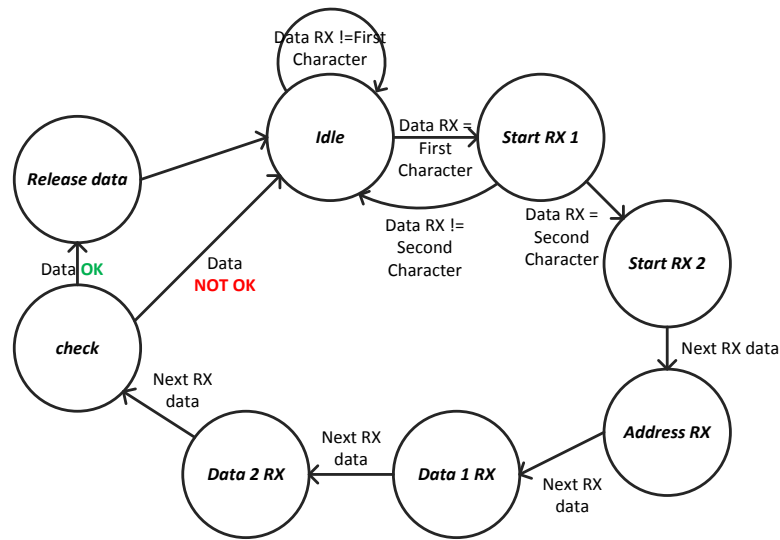 Data RX !=First
Character
Idle
Data RX =
First
Character
Start RX 1
Release data
Data RX !=
Second
Character
Data RX =
Second
Character
Start RX 2
Data OK
Data
NOT OK
check
Next RX data
Next RX
data
Next RX
data
Address RX
Data 2 RX
Data 1 RX
Next RX
data